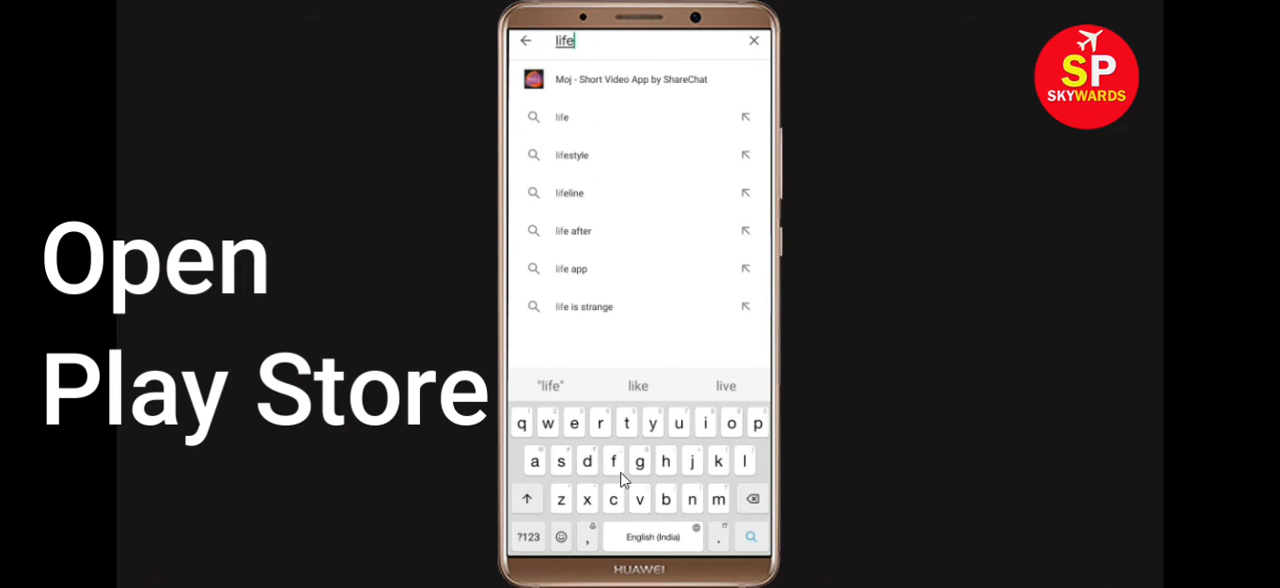 life
Moj - Short Video App by ShareChat
life
lifestyle
lifeline
life after
life app
life is strange
Open
Play Store
SP
SKYWARDS
"life" like live
q w e r t y u i o p
a s d f g h j k l
z x c v b n m
?123 , English (India) .
HUAWEI